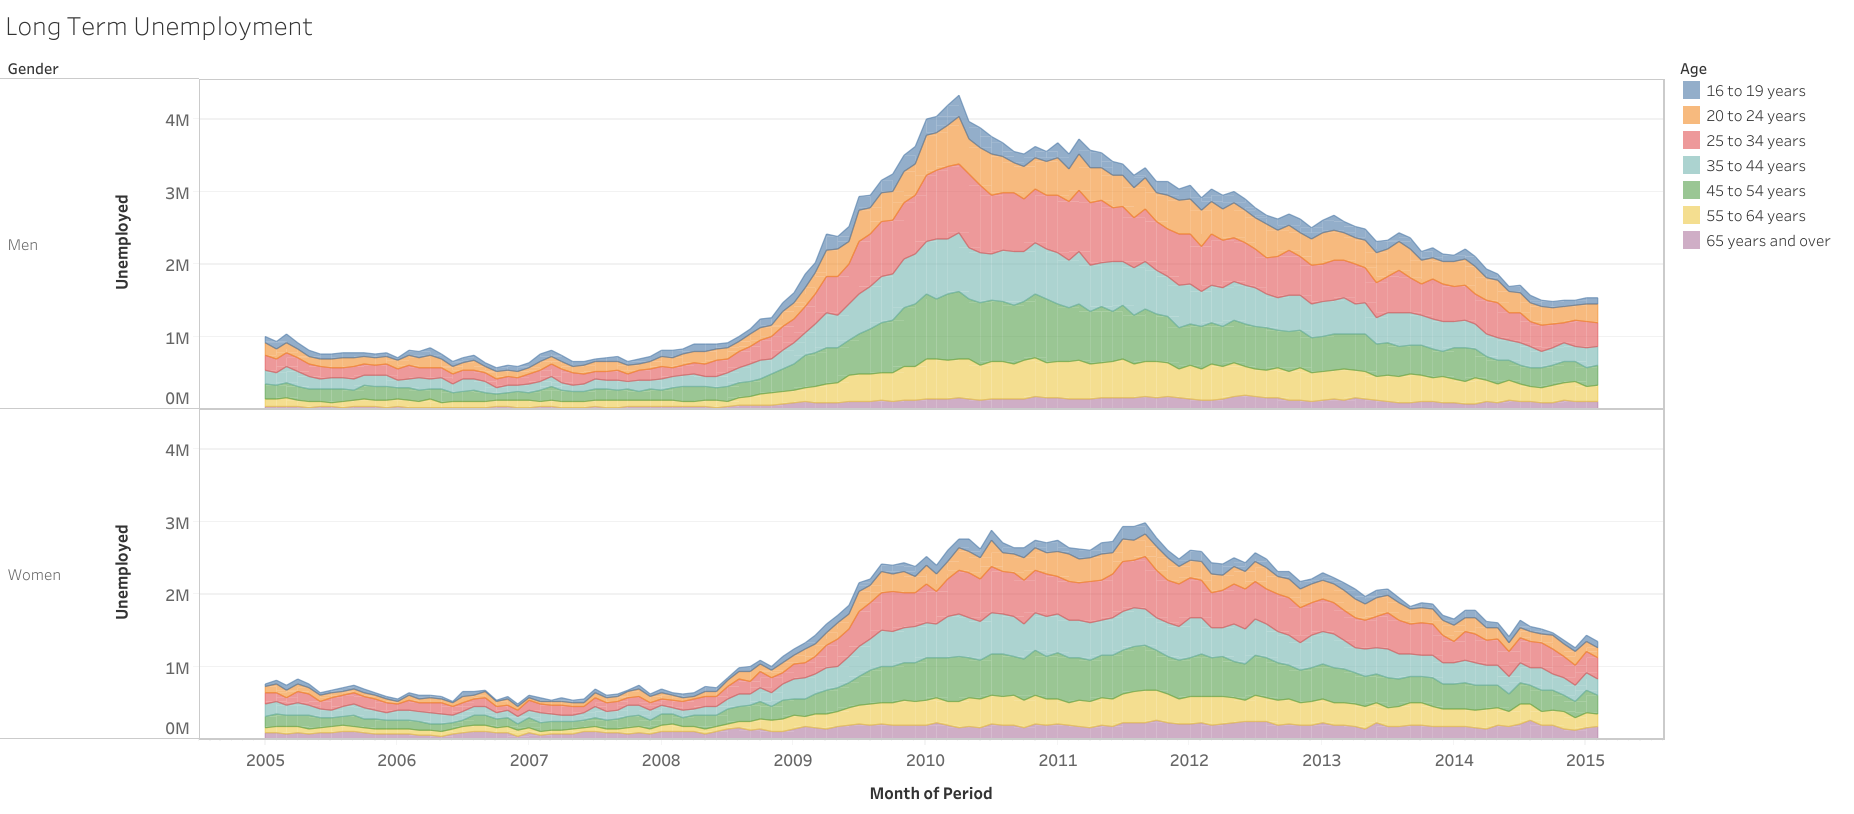 Long Term Unemployment
Gender
Age
16 to 19 years
20 to 24 years
25 to 34 years
35 to 44 years
45 to 54 years
55 to 64 years
65 years and over
Men
Unemployed
4M
3M
2M
1M
0M
Women
Unemployed
4M
3M
2M
1M
0M
2005 2006 2007 2008 2009 2010 2011 2012 2013 2014 2015
Month of Period